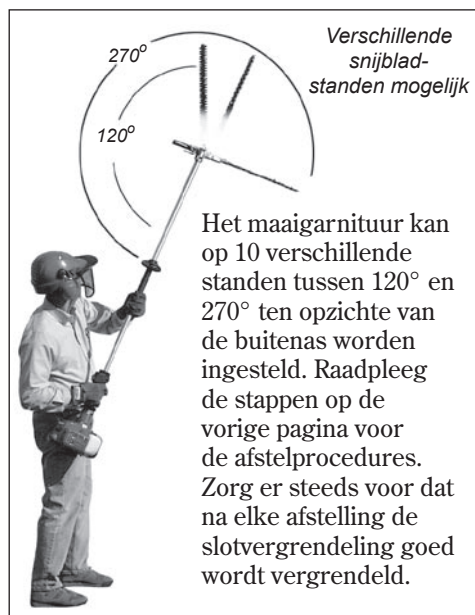 Verschillende
snijblad-
standen mogelijk
270°
120°
Het maaigarnituur kan
op 10 verschillende
standen tussen 120° en
270° ten opzichte van
de buitenas worden
ingesteld. Raadpleeg
de stappen op de
vorige pagina voor
de afstelprocedures.
Zorg er steeds voor dat
na elke afstelling de
slotvergrendeling goed
wordt vergrendeld.